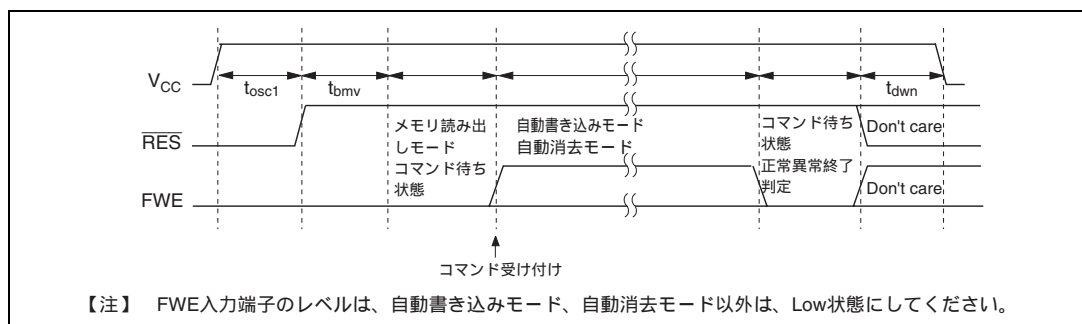 VCC
tosc1
tbmv
tdwn
RES
メモリ読み出
しモード
コマンド待ち
状態
自動書き込みモード
自動消去モード
コマンド待ち
状態
正常異常終了
判定
Don't care
FWE
Don't care
コマンド受け付け
【注】 FWE入力端子のレベルは、自動書き込みモード、自動消去モード以外は、Low状態にしてください。